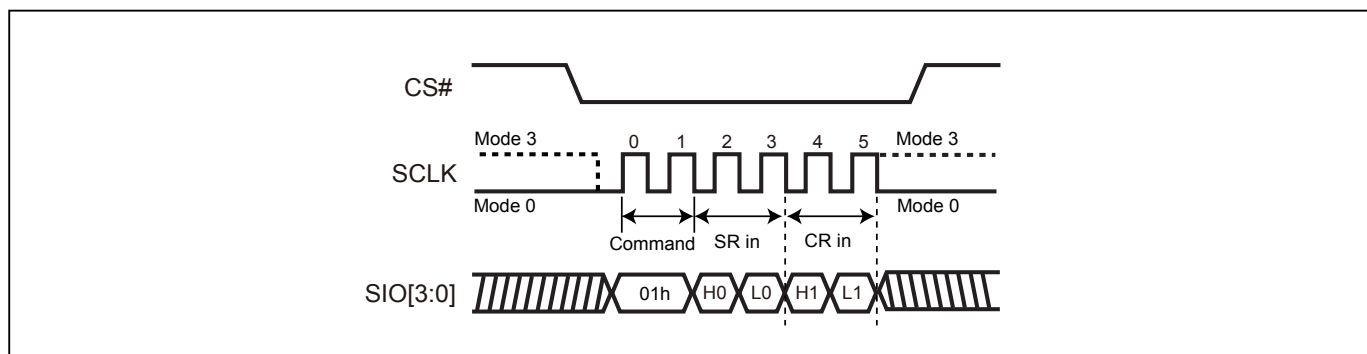 CS#
Mode 3
0 1 2 3 4 5
Mode 3
SCLK
Mode 0
Mode 0
Command
SR in
CR in
SIO[3:0]
01h
H0
L0
H1
L1